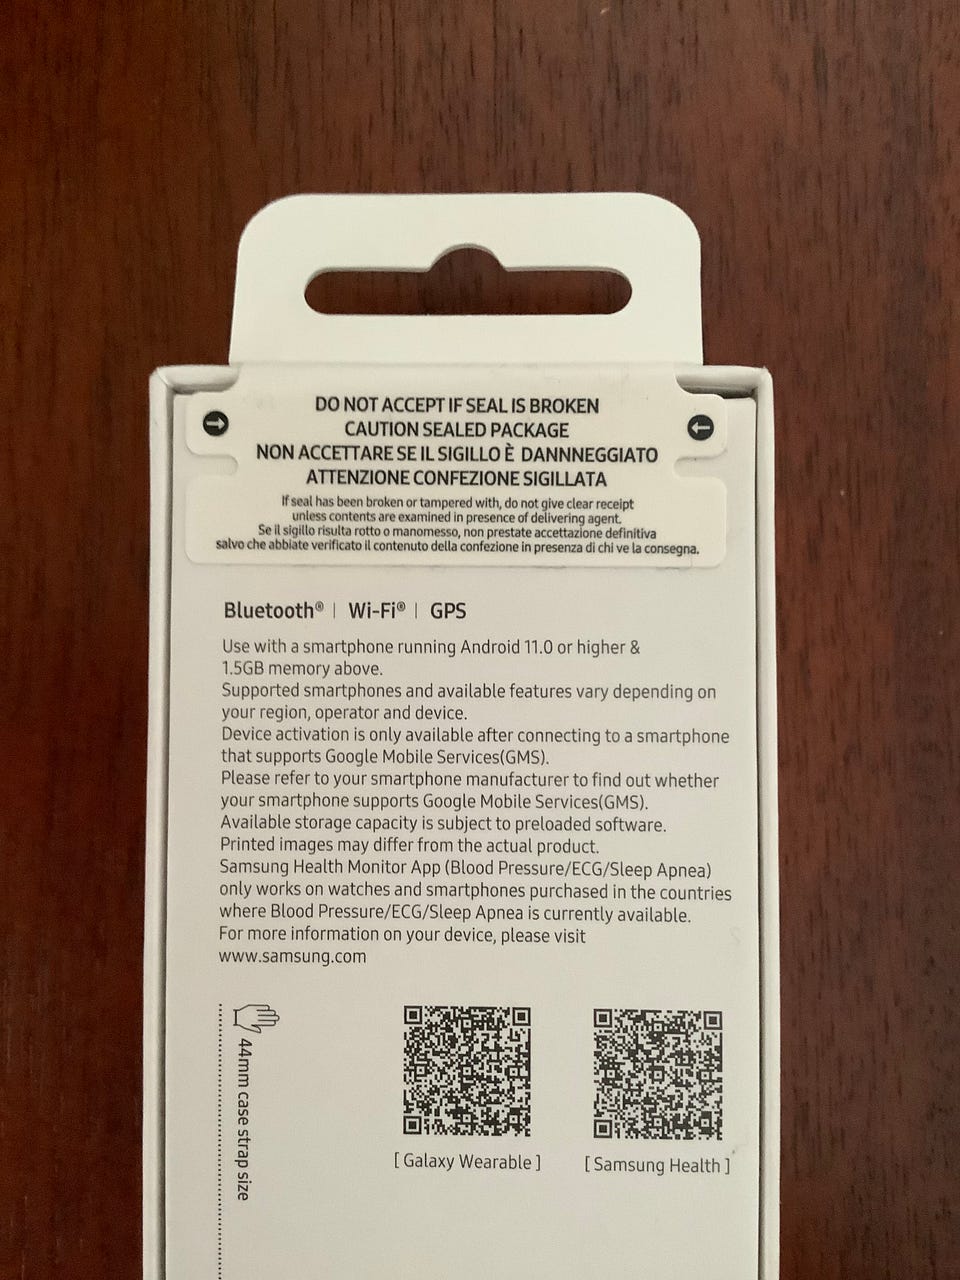 DO NOT ACCEPT IF SEAL IS BROKEN
CAUTION SEALED PACKAGE
NON ACCETTARE SE IL SIGILLO È DANNNEGGIATO
ATTENZIONE CONFEZIONE SIGILLATA
If seal has been broken or tampered with, do not give clear receipt
unless contents are examined in presence of delivering agent.
Se il sigillo risulta rotto o manomesso, non prestate accettazione definitiva
salvo che abbiate verificato il contenuto della confezione in presenza di chi ve la consegna.
Bluetooth® | Wi-Fi® | GPS
Use with a smartphone running Android 11.0 or higher &
1.5GB memory above.
Supported smartphones and available features vary depending on
your region, operator and device.
Device activation is only available after connecting to a smartphone
that supports Google Mobile Services(GMS).
Please refer to your smartphone manufacturer to find out whether
your smartphone supports Google Mobile Services(GMS).
Available storage capacity is subject to preloaded software.
Printed images may differ from the actual product.
Samsung Health Monitor App (Blood Pressure/ECG/Sleep Apnea)
only works on watches and smartphones purchased in the countries
where Blood Pressure/ECG/Sleep Apnea is currently available.
For more information on your device, please visit
www.samsung.com
44mm case strap size
[ Galaxy Wearable ]
[ Samsung Health ]